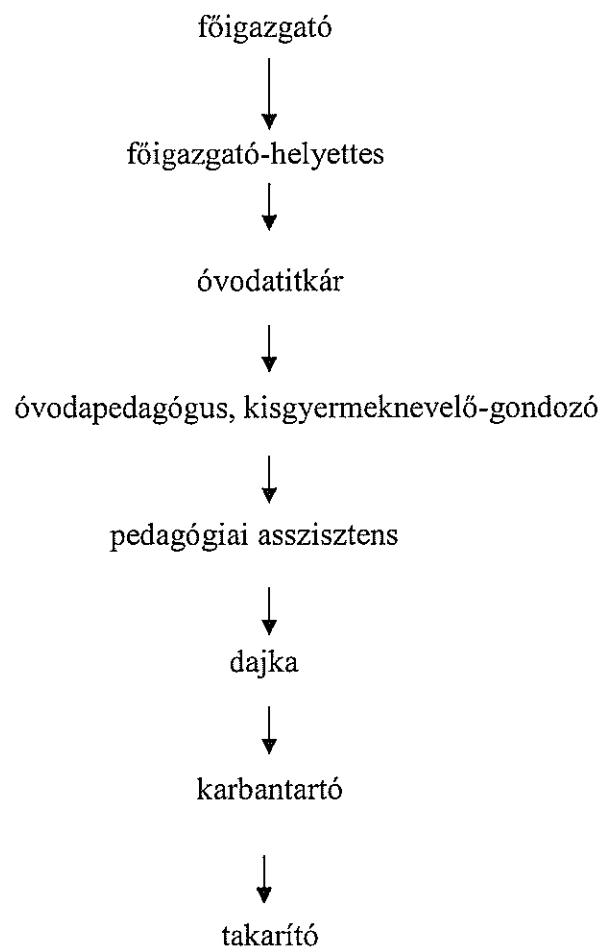 főigazgató
főigazgató-helyettes
óvodatitkár
óvodapedagógus, kisgyermeknevelő-gondozó
pedagógiai asszisztens
dajka
karbantartó
takarító